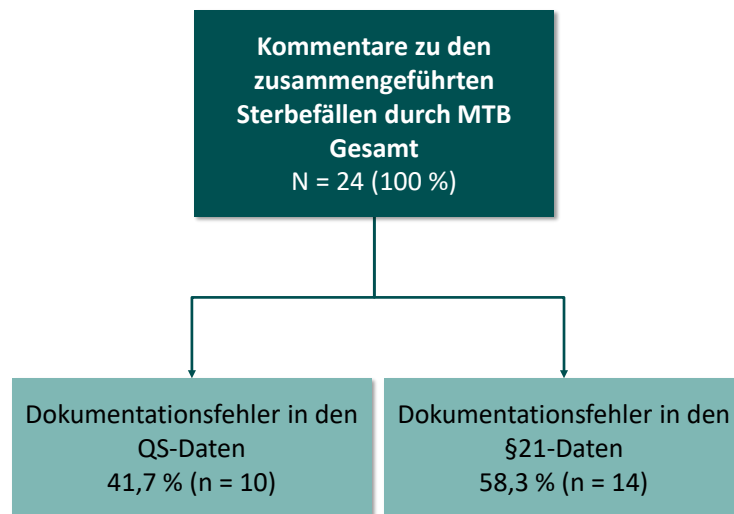 Kommentare zu den
zusammengeführten
Sterbefällen durch MTB
Gesamt
N = 24 (100 %)
Dokumentationsfehler in den
QS-Daten
41,7 % (n = 10)
Dokumentationsfehler in den
§21-Daten
58,3 % (n = 14)